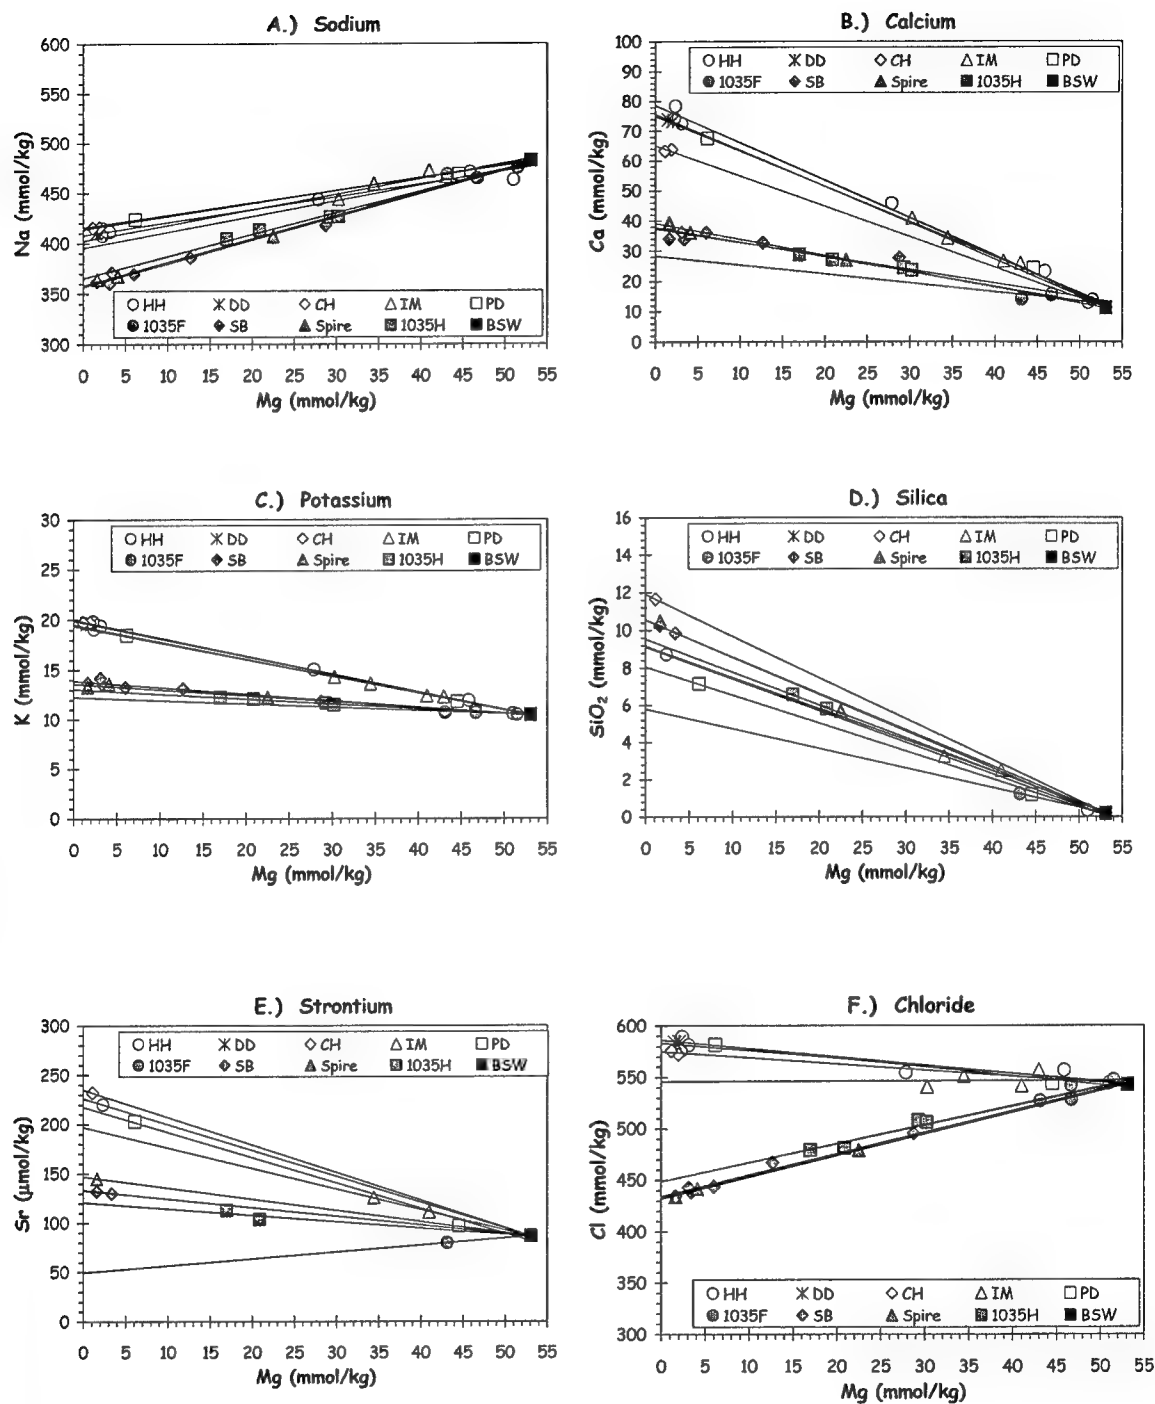 A.) Sodium
600
550
500
450
400
350
300
Na (mmol/kg)
HH DD CH IM PD
1035F SB Spire 1035H BSW
0 5 10 15 20 25 30 35 40 45 50 55
Mg (mmol/kg)
B.) Calcium
100
90
80
70
60
50
40
30
20
10
0
Ca (mmol/kg)
HH DD CH IM PD
1035F SB Spire 1035H BSW
0 5 10 15 20 25 30 35 40 45 50 55
Mg (mmol/kg)
C.) Potassium
30
25
20
15
10
5
0
K (mmol/kg)
HH DD CH IM PD
1035F SB Spire 1035H BSW
0 5 10 15 20 25 30 35 40 45 50 55
Mg (mmol/kg)
D.) Silica
16
14
12
10
8
6
4
2
0
SiO₂ (mmol/kg)
HH DD CH IM PD
1035F SB Spire 1035H BSW
0 5 10 15 20 25 30 35 40 45 50 55
Mg (mmol/kg)
E.) Strontium
300
250
200
150
100
50
0
Sr (μmol/kg)
HH DD CH IM PD
1035F SB Spire 1035H BSW
0 5 10 15 20 25 30 35 40 45 50 55
Mg (mmol/kg)
F.) Chloride
600
550
500
450
400
350
300
Cl (mmol/kg)
HH DD CH IM PD
1035F SB Spire 1035H BSW
0 5 10 15 20 25 30 35 40 45 50 55
Mg (mmol/kg)